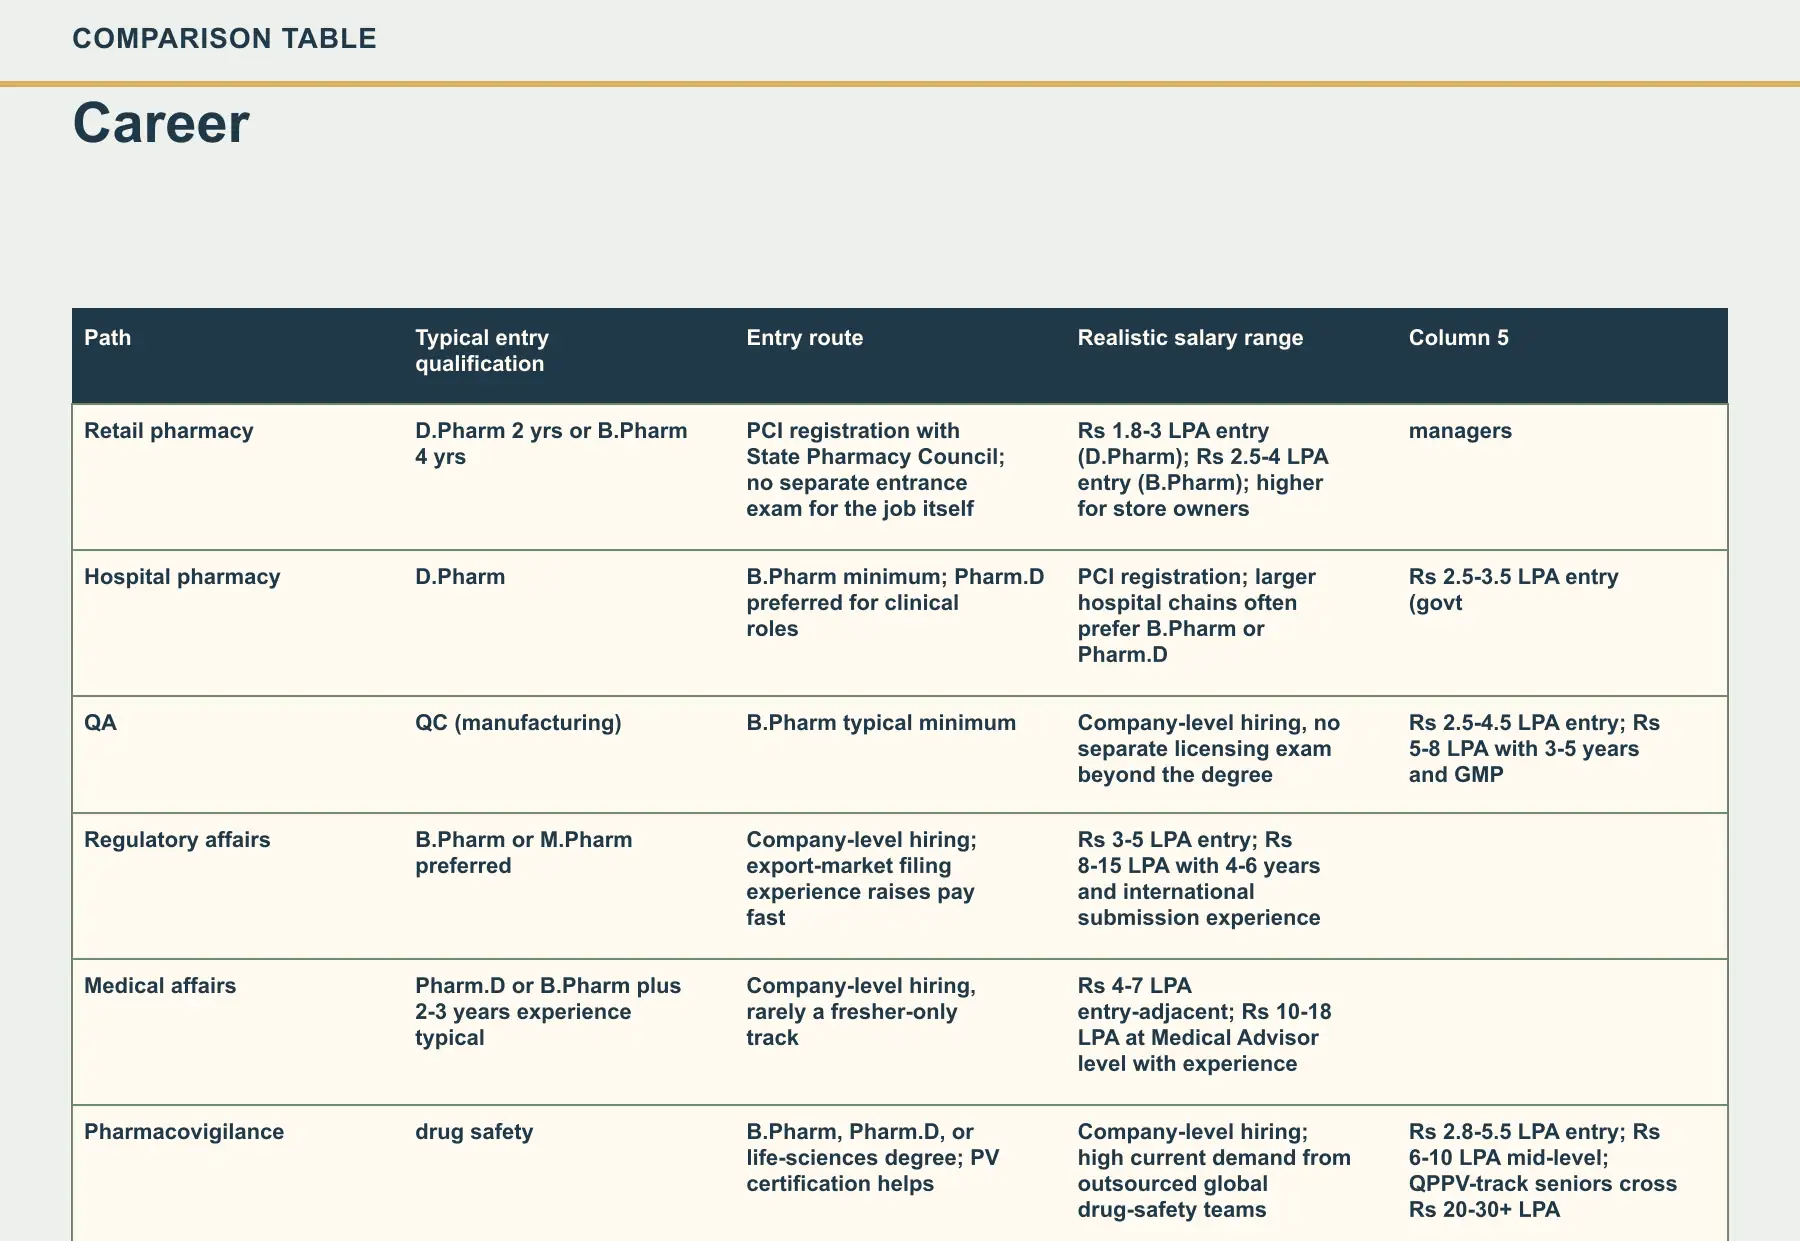 COMPARISON TABLE
Career
Path
Typical entry
qualification
Entry route
Realistic salary range
Column 5
Retail pharmacy
D.Pharm 2 yrs or B.Pharm
4 yrs
PCI registration with
State Pharmacy Council;
no separate entrance
exam for the job itself
Rs 1.8-3 LPA entry
(D.Pharm); Rs 2.5-4 LPA
entry (B.Pharm); higher
for store owners
managers
Hospital pharmacy
D.Pharm
B.Pharm minimum; Pharm.D
preferred for clinical
roles
PCI registration; larger
hospital chains often
prefer B.Pharm or
Pharm.D
Rs 2.5-3.5 LPA entry
(govt
QA
QC (manufacturing)
B.Pharm typical minimum
Company-level hiring, no
separate licensing exam
beyond the degree
Rs 2.5-4.5 LPA entry; Rs
5-8 LPA with 3-5 years
and GMP
Regulatory affairs
B.Pharm or M.Pharm
preferred
Company-level hiring;
export-market filing
experience raises pay
fast
Rs 3-5 LPA entry; Rs
8-15 LPA with 4-6 years
and international
submission experience
Medical affairs
Pharm.D or B.Pharm plus
2-3 years experience
typical
Company-level hiring,
rarely a fresher-only
track
Rs 4-7 LPA
entry-adjacent; Rs 10-18
LPA at Medical Advisor
level with experience
Pharmacovigilance
drug safety
B.Pharm, Pharm.D, or
life-sciences degree; PV
certification helps
Company-level hiring;
high current demand from
outsourced global
drug-safety teams
Rs 2.8-5.5 LPA entry; Rs
6-10 LPA mid-level;
QPPV-track seniors cross
Rs 20-30+ LPA